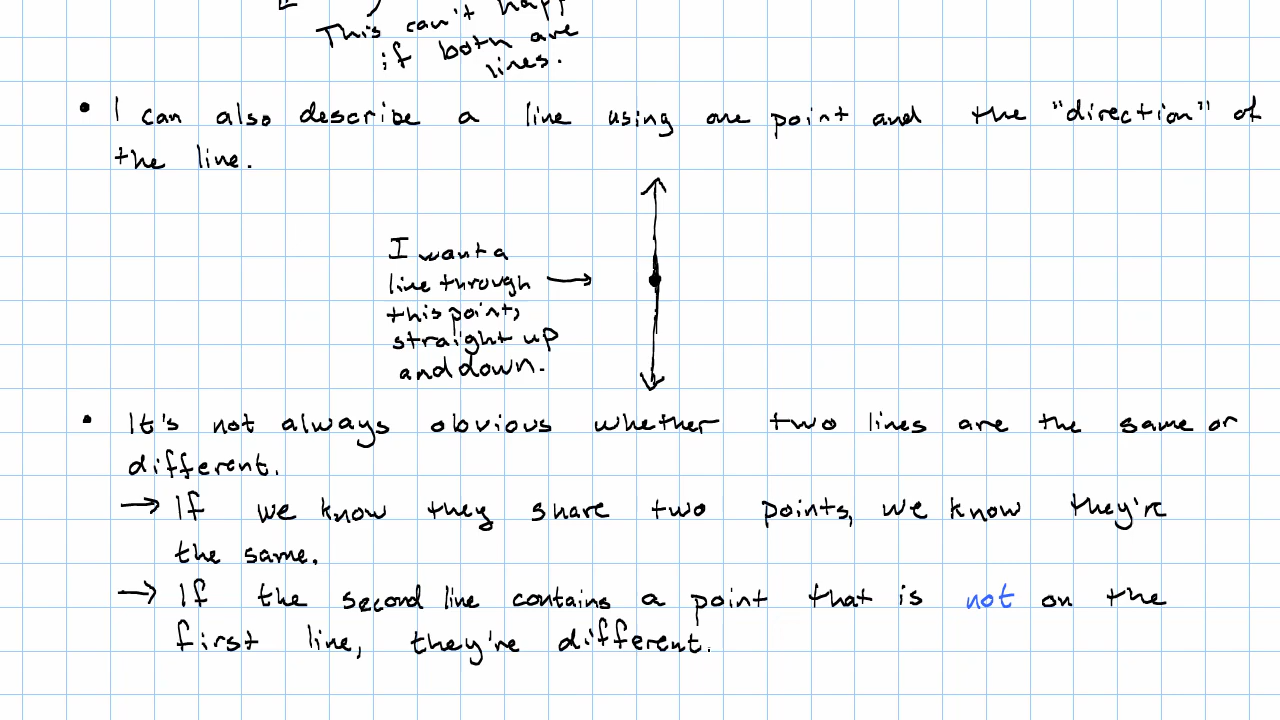 This can't happ
if both are
lines.
• I can also describe a line using one point and the "direction" of
the line.
I want a
line through
this point,
straight up
and down.
• It's not always obvious whether two lines are the same or
different.
→ If we know they share two points, we know they're
the same.
→ If the second line contains a point that is not on the
first line, they're different.